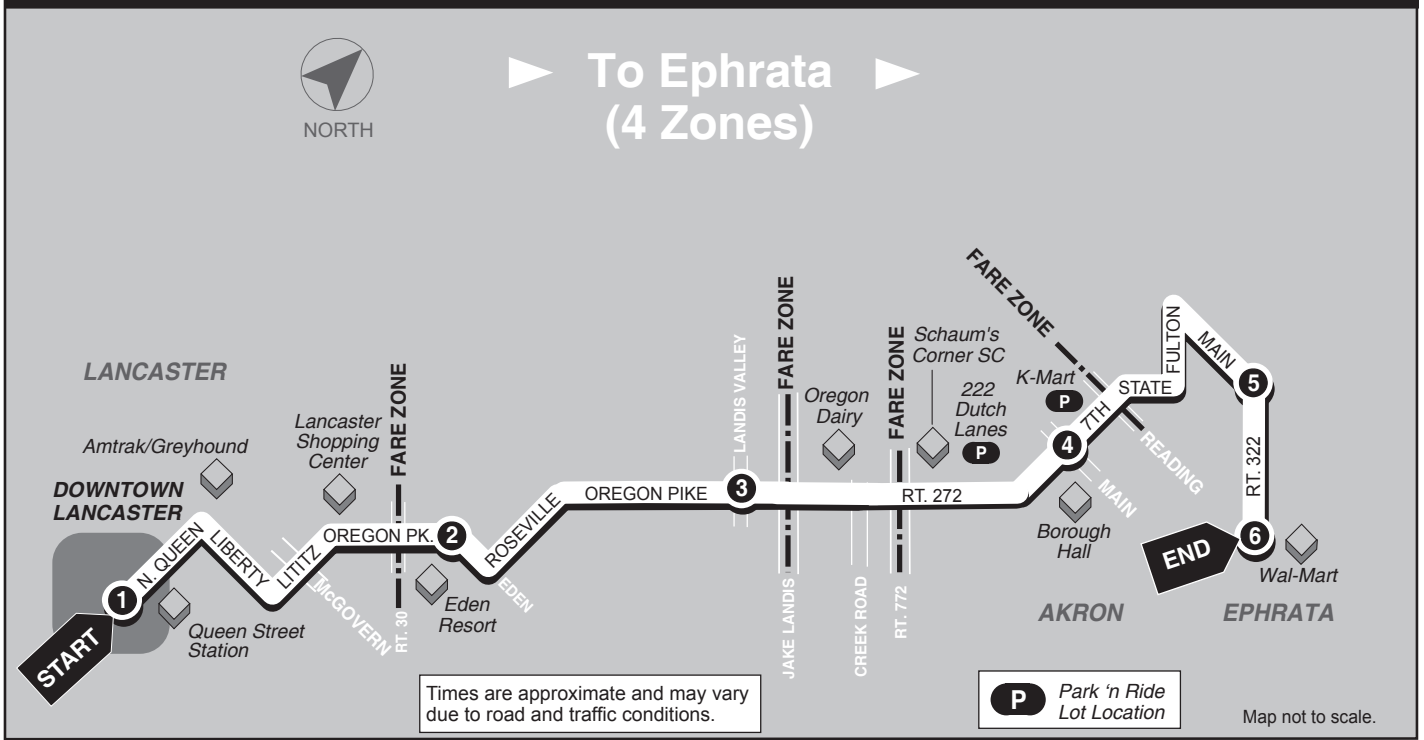 To Ephrata
(4 Zones)
NORTH
LANCASTER
Amtrak/Greyhound
DOWNTOWN
LANCASTER
START
1
N. QUEEN
Queen Street
Station
LIBERTY
LITITZ
McGOVERN
Lancaster
Shopping
Center
FARE ZONE
OREGON PK.
RT. 30
2
Eden
Resort
EDEN
ROSEVILLE
OREGON PIKE
LANDIS VALLEY
3
FARE ZONE
JAKE LANDIS
Oregon
Dairy
CREEK ROAD
FARE ZONE
RT. 772
RT. 272
Schaum's
Corner SC
222
Dutch
Lanes
P
K-Mart
P
FARE ZONE
4
7TH
MAIN
READING
Borough
Hall
AKRON
STATE
FULTON
MAIN
5
RT. 322
6
END
Wal-Mart
EPHRATA
Times are approximate and may vary
due to road and traffic conditions.
P
Park ‘n Ride
Lot Location
Map not to scale.